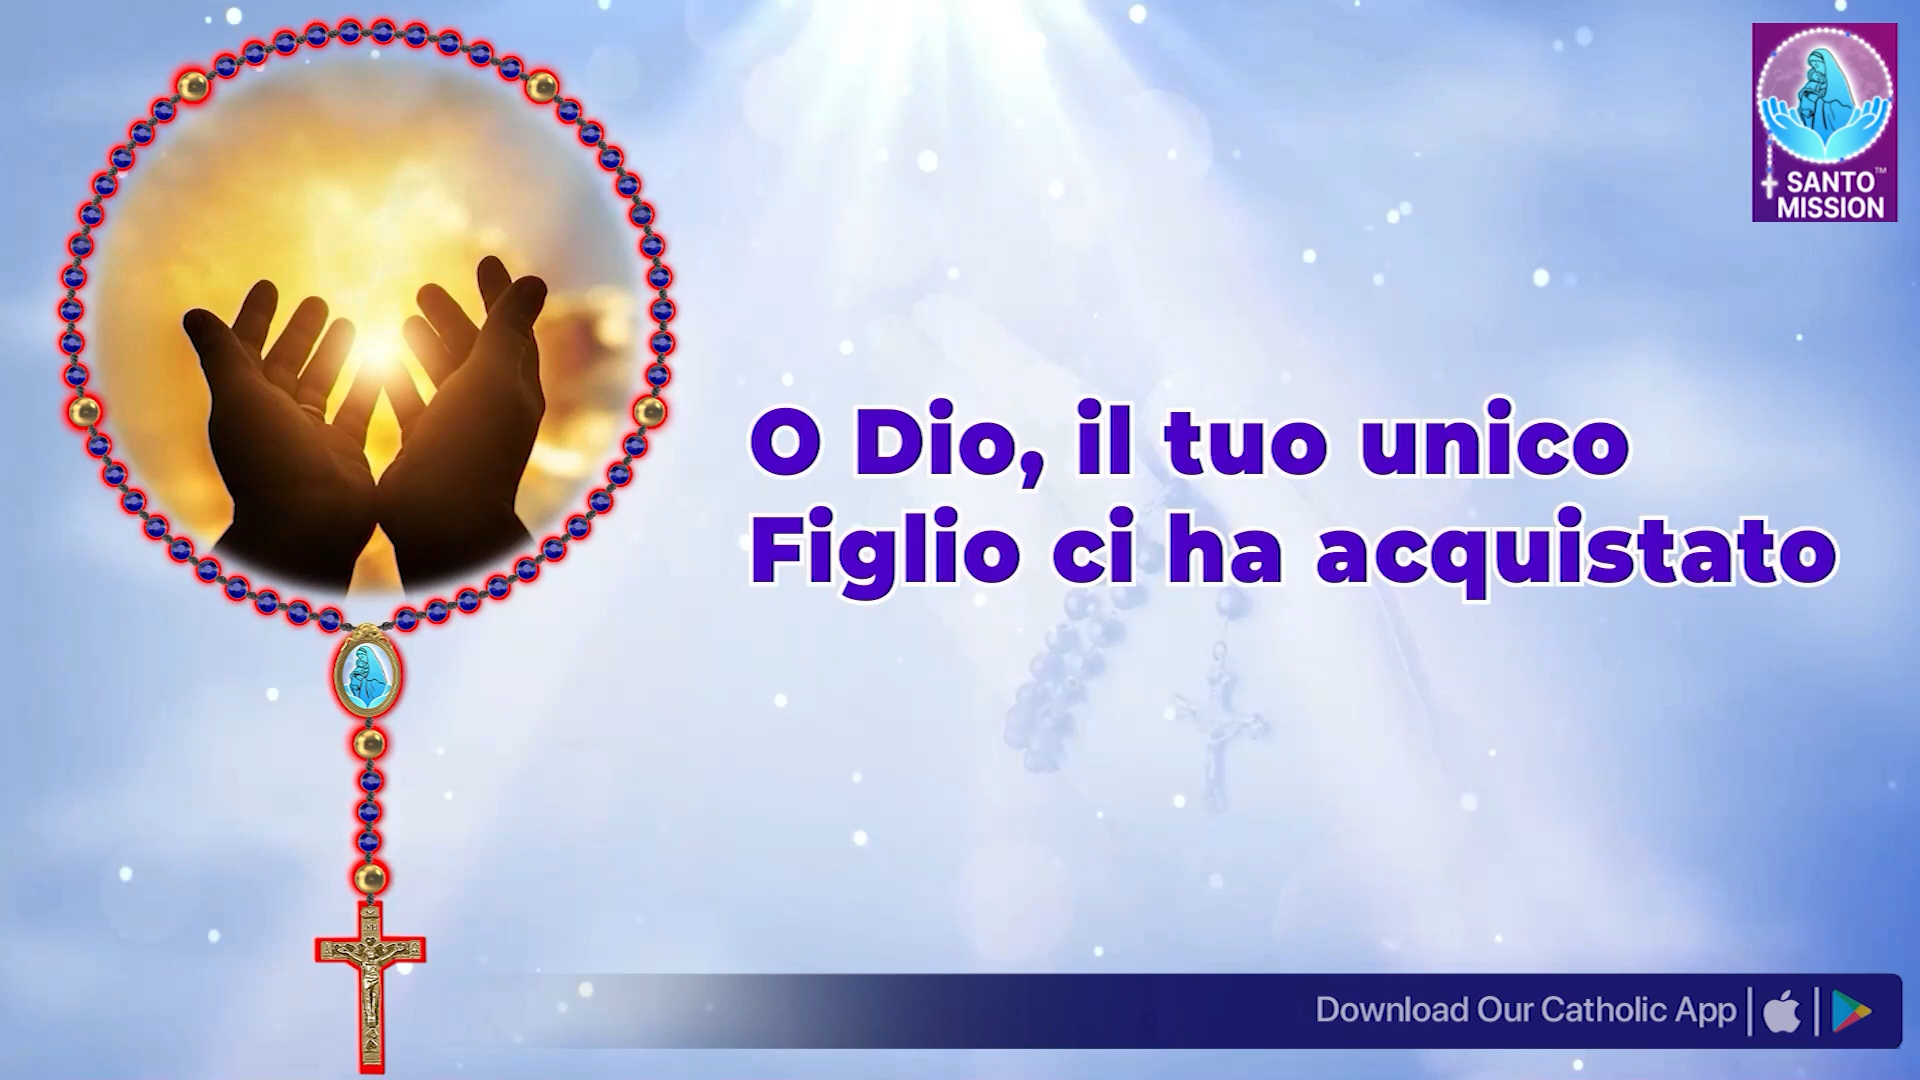 SANTO™
MISSION
O Dio, il tuo unico
Figlio ci ha acquistato
Download Our Catholic App